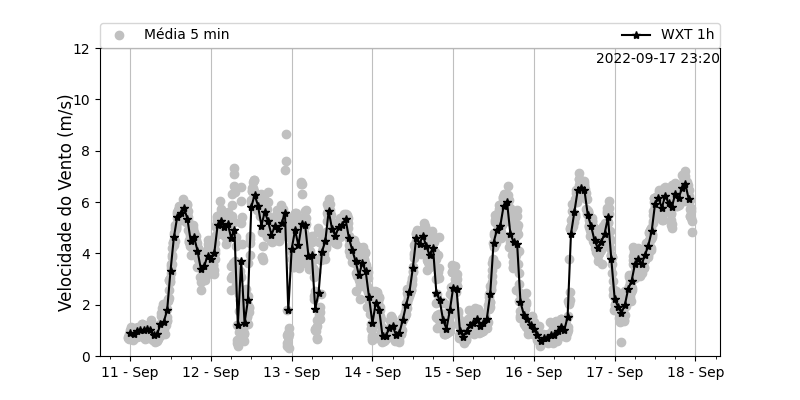 Média 5 min WXT 1h
2022-09-17 23:20
Velocidade do Vento (m/s)
12
10
8
6
4
2
0
11 - Sep 12 - Sep 13 - Sep 14 - Sep 15 - Sep 16 - Sep 17 - Sep 18 - Sep